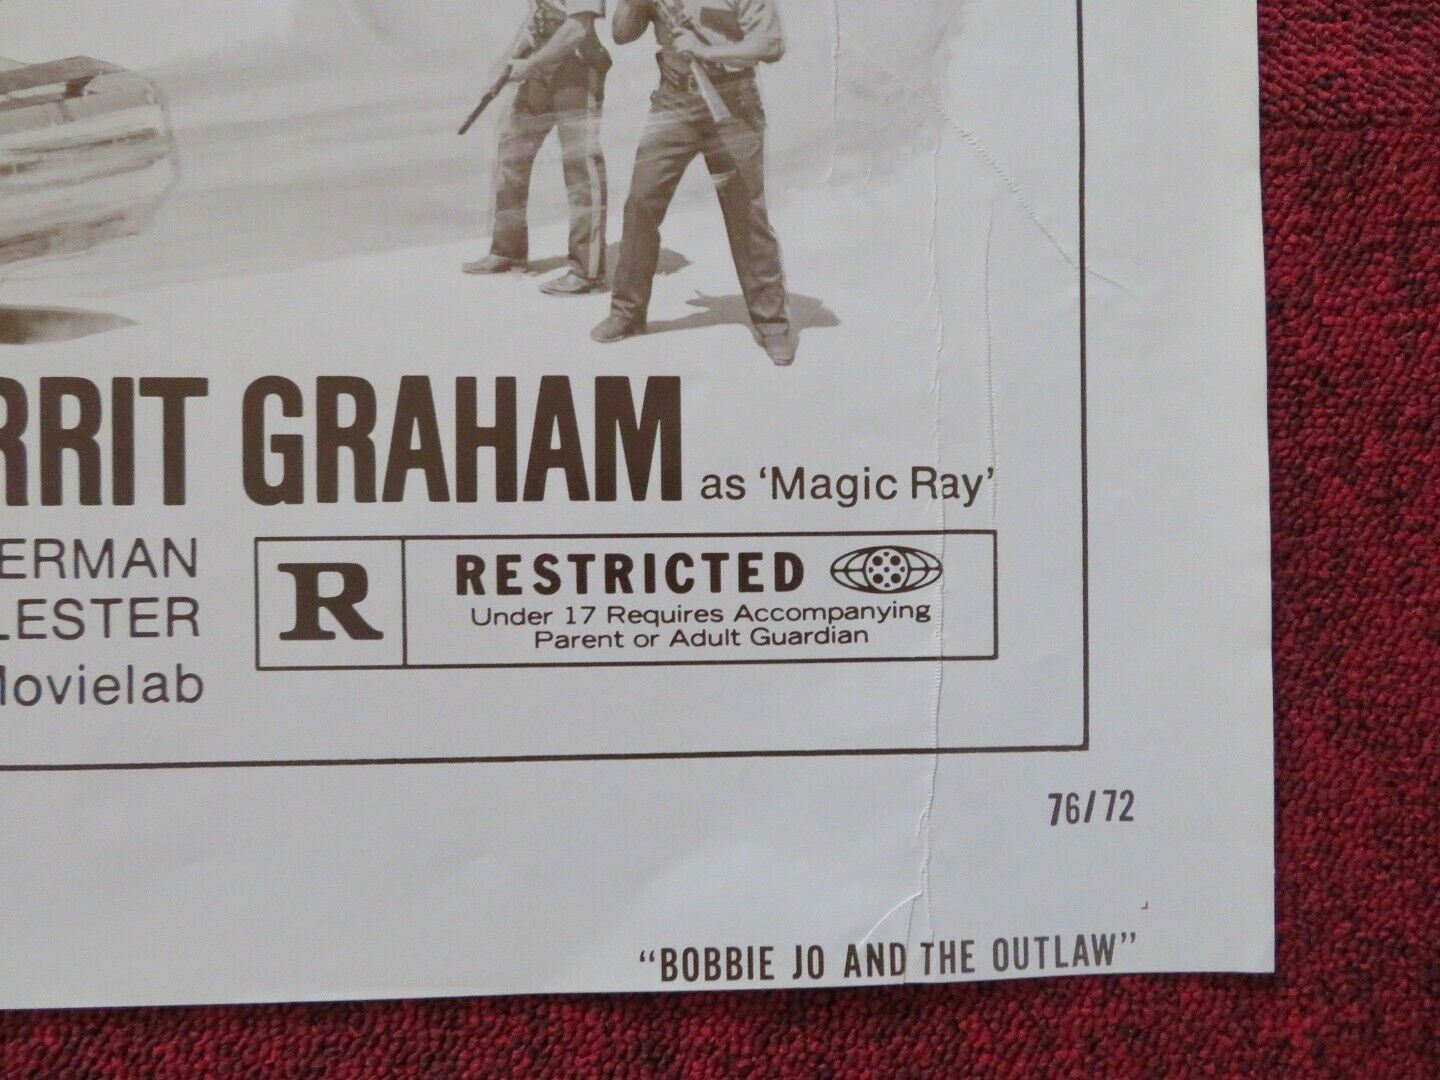 RRIT GRAHAM as 'Magic Ray'
ERMAN
LESTER
Movielab
R
RESTRICTED
Under 17 Requires Accompanying
Parent or Adult Guardian
76/72
"BOBBIE JO AND THE OUTLAW"